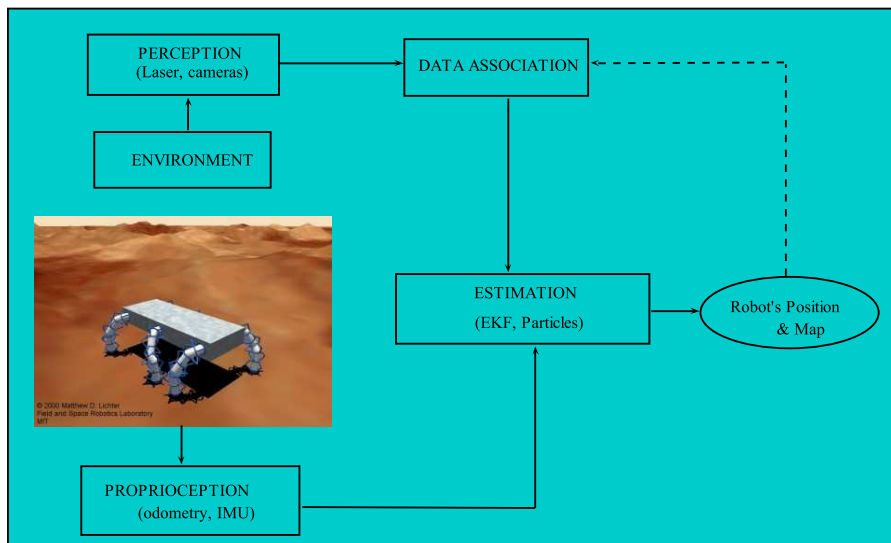 PERCEPTION
(Laser, cameras)
DATA ASSOCIATION
ENVIRONMENT
ESTIMATION
(EKF, Particles)
Robot's Position
& Map
© 2003 Matthew D. Lichter
Field and Space Robotics Laboratory
MIT
PROPRIOCEPTION
(odometry, IMU)